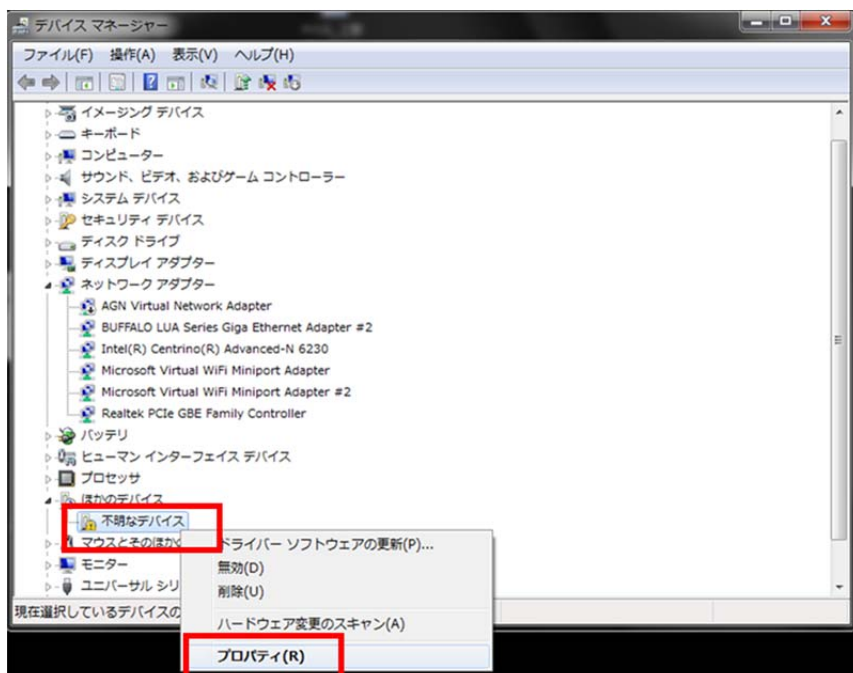 デバイス マネージャー
ファイル(F) 操作(A) 表示(V) ヘルプ(H)
イメージング デバイス
キーボード
コンピューター
サウンド、ビデオ、およびゲーム コントローラー
システム デバイス
セキュリティ デバイス
ディスク ドライブ
ディスプレイ アダプター
ネットワーク アダプター
AGN Virtual Network Adapter
BUFFALO LUA Series Giga Ethernet Adapter #2
Intel(R) Centrino(R) Advanced-N 6230
Microsoft Virtual WiFi Miniport Adapter
Microsoft Virtual WiFi Miniport Adapter #2
Realtek PCIe GBE Family Controller
バッテリ
ヒューマン インターフェイス デバイス
プロセッサ
ほかのデバイス
不明なデバイス
マウスとそのほか
モニター
ユニバーサル シリ
現在選択しているデバイスの
ドライバー ソフトウェアの更新(P)...
無効(D)
削除(U)
ハードウェア変更のスキャン(A)
プロパティ(R)